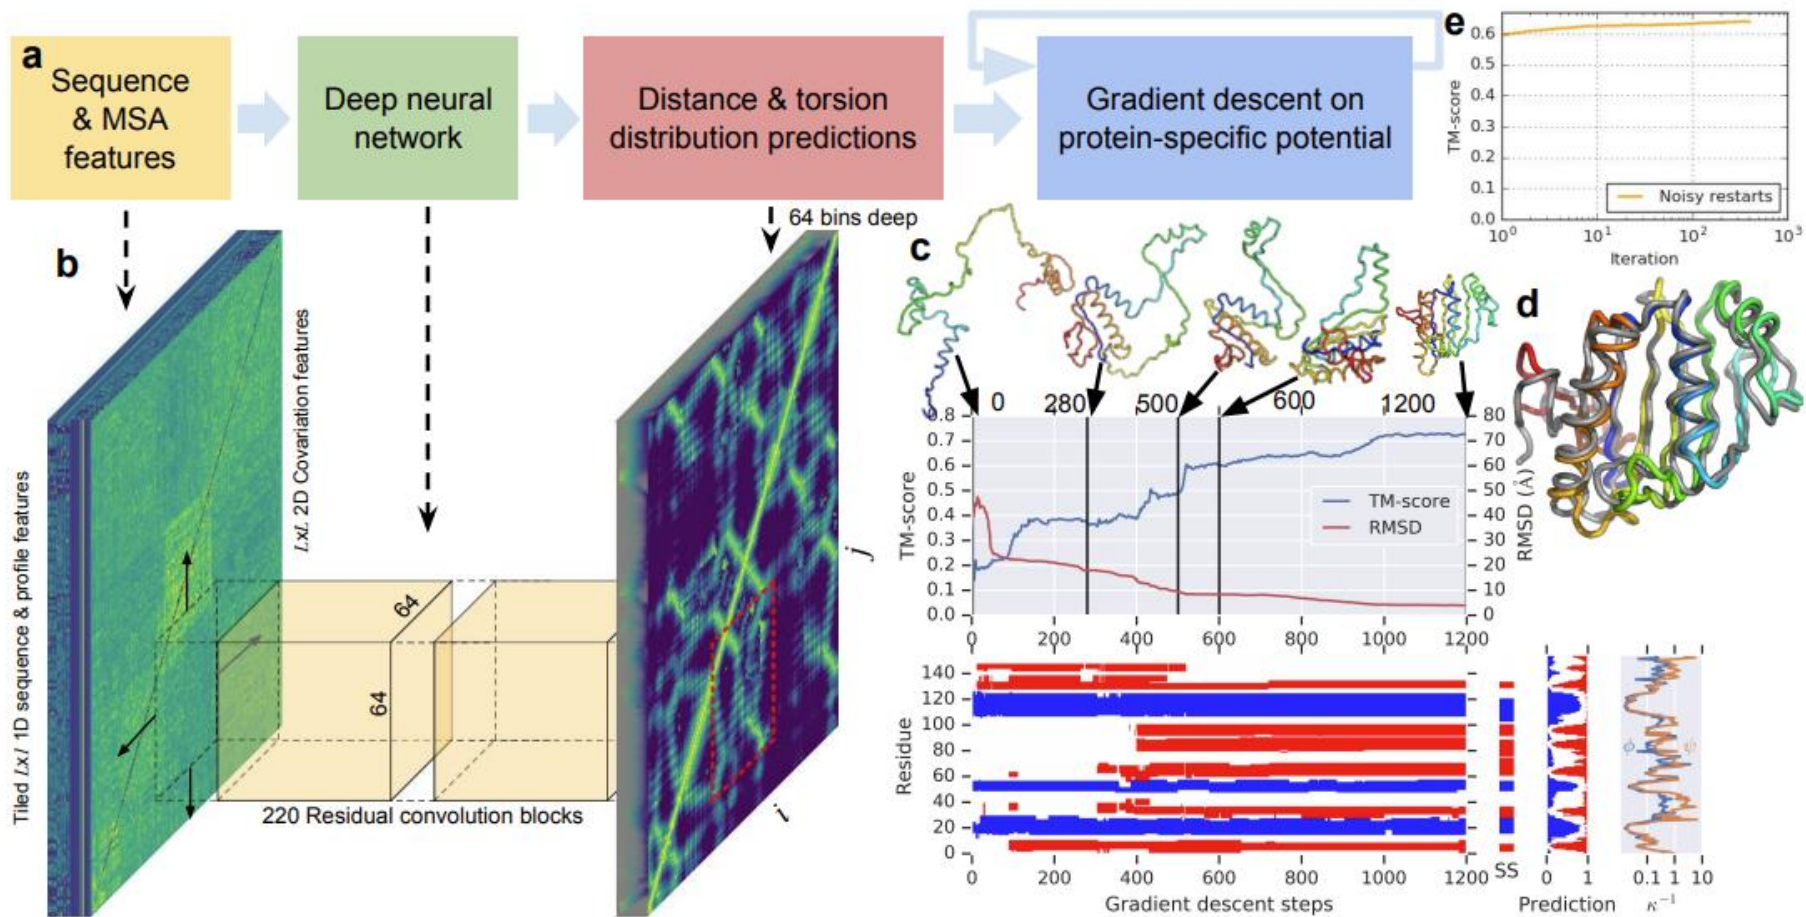 a
Sequence
& MSA
features
Deep neural
network
Distance & torsion
distribution predictions
Gradient descent on
protein-specific potential
e
0.6
0.5
0.4
0.3
0.2
0.1
0.0
TM-score
Noisy restarts
10⁰ 10¹ 10² 10³
Iteration
64 bins deep
b
Tiled Lx1 1D sequence & profile features
LxL 2D Covariation features
64
64
220 Residual convolution blocks
i
j
c
0 280 500 600 1200
0.8
0.7
0.6
0.5
0.4
0.3
0.2
0.1
0.0
TM-score
TM-score
RMSD
80
70
60
50
40
30
20
10
0
RMSD (Å)
0 200 400 600 800 1000 1200
d
140
120
100
80
60
40
20
0
Residue
0 200 400 600 800 1000 1200
Gradient descent steps
SS
0 1
Prediction
ϕ ψ
0.1 1 10
κ⁻¹